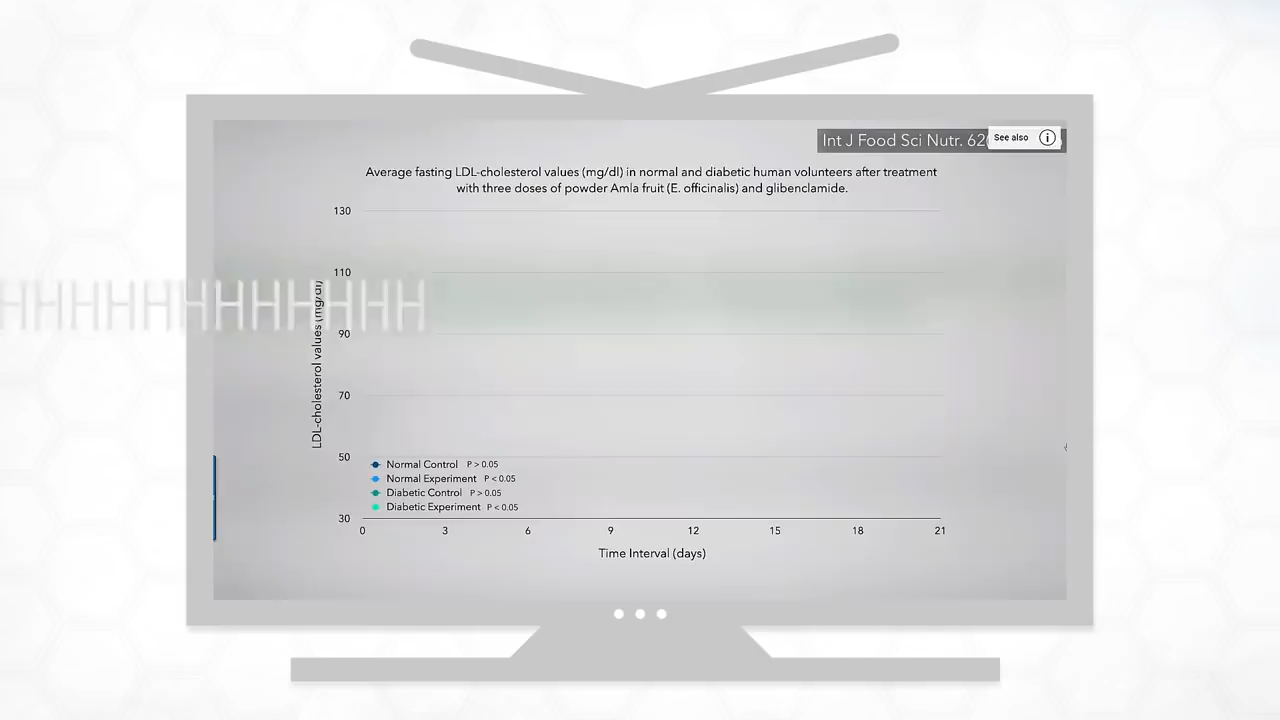 Int J Food Sci Nutr.
See also
Average fasting LDL-cholesterol values (mg/dl) in normal and diabetic human volunteers after treatment
with three doses of powder Amla fruit (E. officinalis) and glibenclamide.
130
110
HHHHHHHHHHHH
90
LDL-cholesterol values (mg/dl)
70
50
Normal Control P > 0.05
Normal Experiment P < 0.05
Diabetic Control P > 0.05
Diabetic Experiment P < 0.05
30
0 3 6 9 12 15 18 21
Time Interval (days)